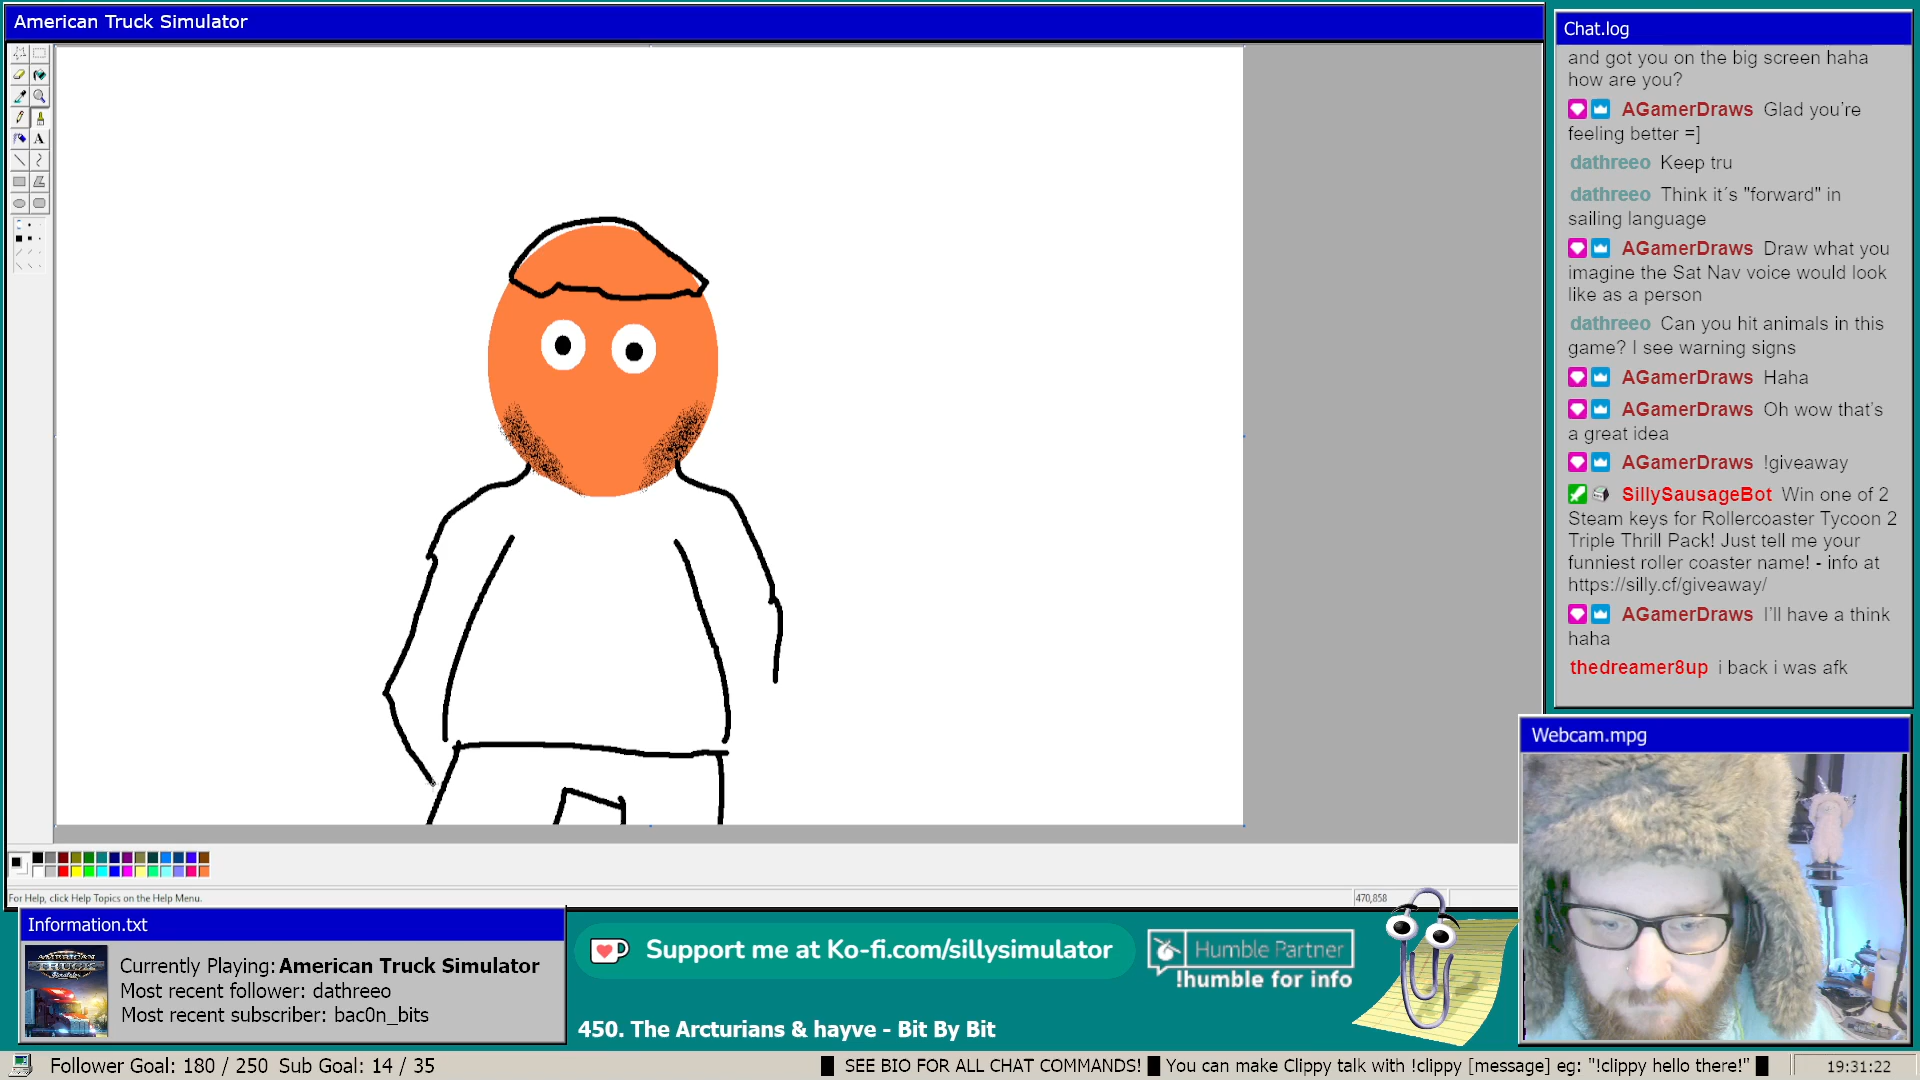 American Truck Simulator
A
For Help, click Help Topics on the Help Menu.
470,858
Chat.log
and got you on the big screen haha
how are you?
AGamerDraws Glad you're
feeling better =]
dathreeo Keep tru
dathreeo Think it´s "forward" in
sailing language
AGamerDraws Draw what you
imagine the Sat Nav voice would look
like as a person
dathreeo Can you hit animals in this
game? I see warning signs
AGamerDraws Haha
AGamerDraws Oh wow that's
a great idea
AGamerDraws !giveaway
SillySausageBot Win one of 2
Steam keys for Rollercoaster Tycoon 2
Triple Thrill Pack! Just tell me your
funniest roller coaster name! - info at
https://silly.cf/giveaway/
AGamerDraws I'll have a think
haha
thedreamer8up i back i was afk
Webcam.mpg
Information.txt
AMERICAN
TRUCK
Simulator
Currently Playing: American Truck Simulator
Most recent follower: dathreeo
Most recent subscriber: bac0n_bits
Support me at Ko-fi.com/sillysimulator
Humble Partner
!humble for info
450. The Arcturians & hayve - Bit By Bit
Follower Goal: 180 / 250 Sub Goal: 14 / 35
SEE BIO FOR ALL CHAT COMMANDS! You can make Clippy talk with !clippy [message] eg: "!clippy hello there!"
19:31:22